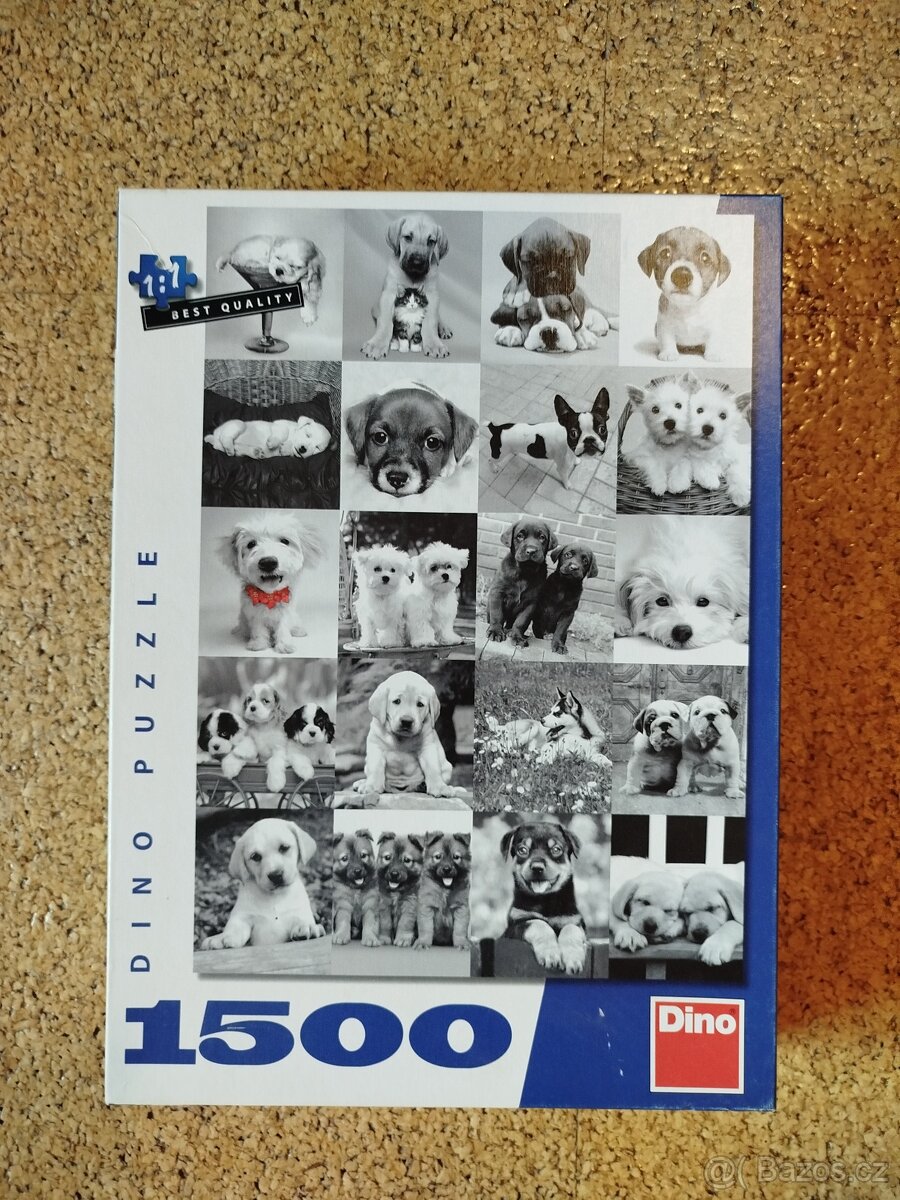 1:1
BEST QUALITY
DINO PUZZLE
1500
Dino
@( Bazos.cz